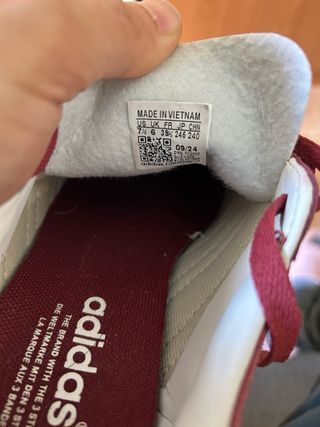 MADE IN VIETNAM
US UK FR JP CHN
7½ 6 39⅓ 245 240
09/24
adidas
THE BRAND WITH THE 3 STRIPES
DIE WELTMARKE MIT DEN 3 STREIFEN
LA MARQUE AUX 3 BANDES